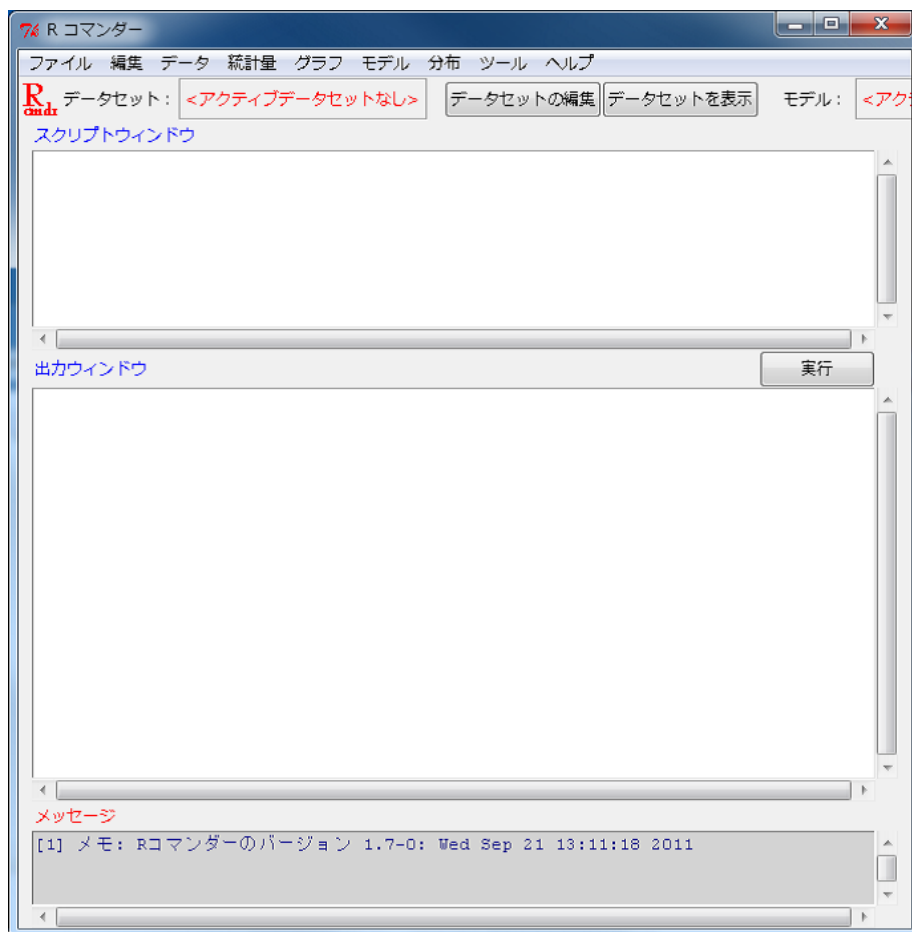 R コマンダー
ファイル 編集 データ 統計量 グラフ モデル 分布 ツール ヘルプ
R cmdr データセット: <アクティブデータセットなし> データセットの編集 データセットを表示 モデル: <アク
スクリプトウィンドウ
出力ウィンドウ 実行
メッセージ
[1] メモ: Rコマンダーのバージョン 1.7-0: Wed Sep 21 13:11:18 2011